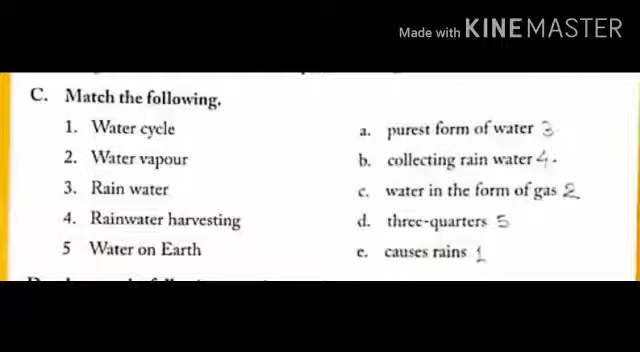 Made with KINEMASTER
C. Match the following.
1. Water cycle a. purest form of water 3
2. Water vapour b. collecting rain water 4.
3. Rain water c. water in the form of gas 2
4. Rainwater harvesting d. three-quarters 5
5 Water on Earth e. causes rains 1